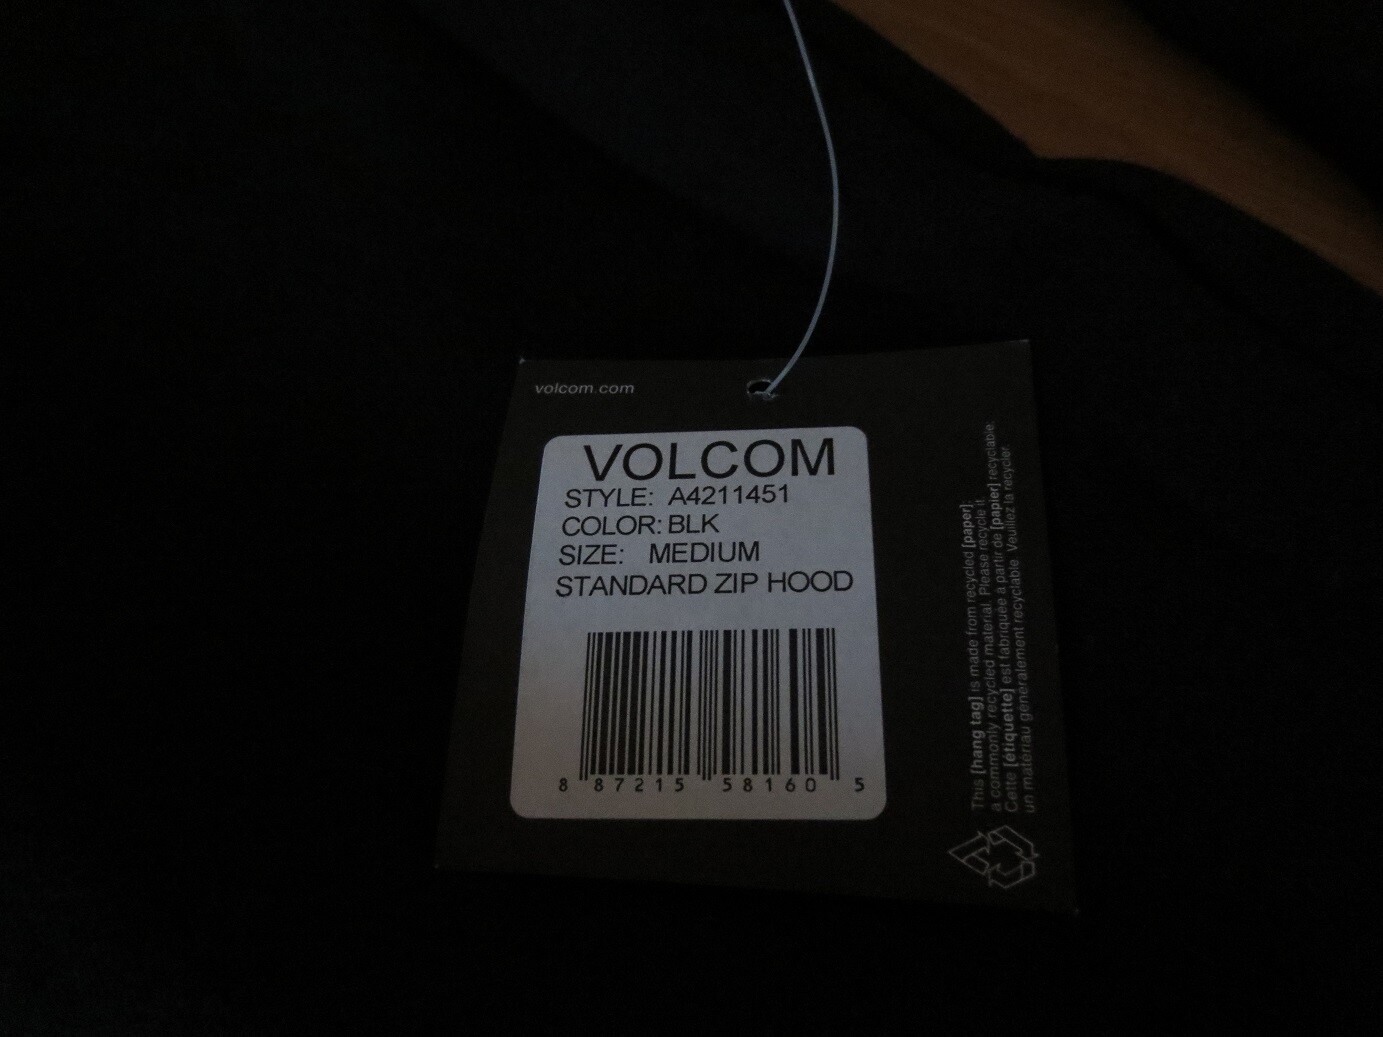 volcom.com
VOLCOM
STYLE: A4211451
COLOR: BLK
SIZE: MEDIUM
STANDARD ZIP HOOD
8 87215 58160 5
This [hang tag] is made from recycled [paper];
a commonly recycled material. Please recycle it.
Cette [étiquette] est fabriquée à partir de [papier] recyclable;
un matériau généralement recyclable. Veuillez la recycler.